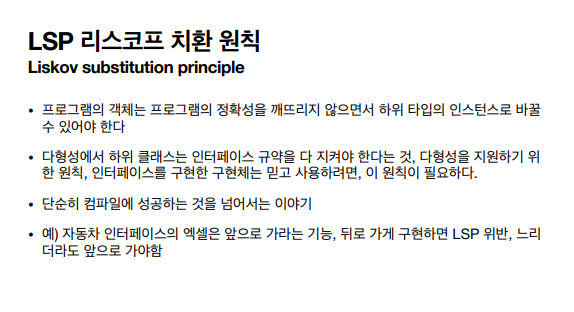 LSP 리스코프 치환 원칙
Liskov substitution principle
• 프로그램의 객체는 프로그램의 정확성을 깨뜨리지 않으면서 하위 타입의 인스턴스로 바꿀
수 있어야 한다
• 다형성에서 하위 클래스는 인터페이스 규약을 다 지켜야 한다는 것, 다형성을 지원하기 위
한 원칙, 인터페이스를 구현한 구현체는 믿고 사용하려면, 이 원칙이 필요하다.
• 단순히 컴파일에 성공하는 것을 넘어서는 이야기
• 예) 자동차 인터페이스의 엑셀은 앞으로 가라는 기능, 뒤로 가게 구현하면 LSP 위반, 느리
더라도 앞으로 가야함